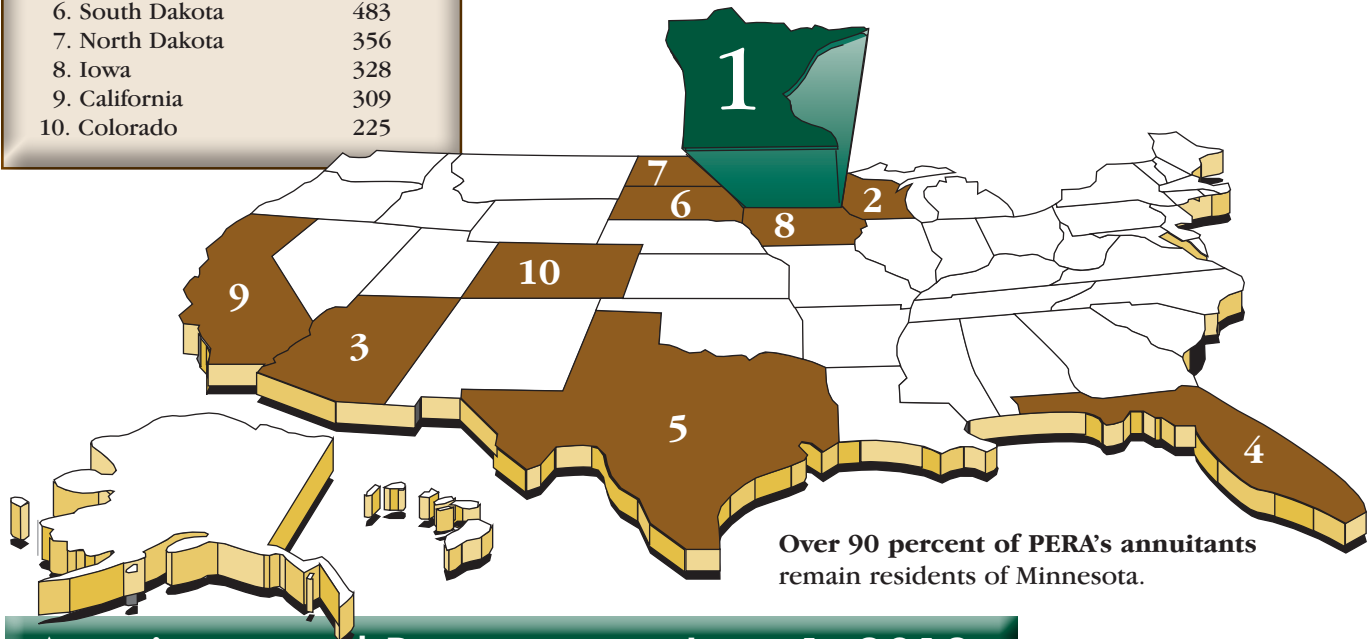 6. South Dakota 483
7. North Dakota 356
8. Iowa 328
9. California 309
10. Colorado 225
1
7
6
2
8
10
9
3
5
4
Over 90 percent of PERA's annuitants
remain residents of Minnesota.